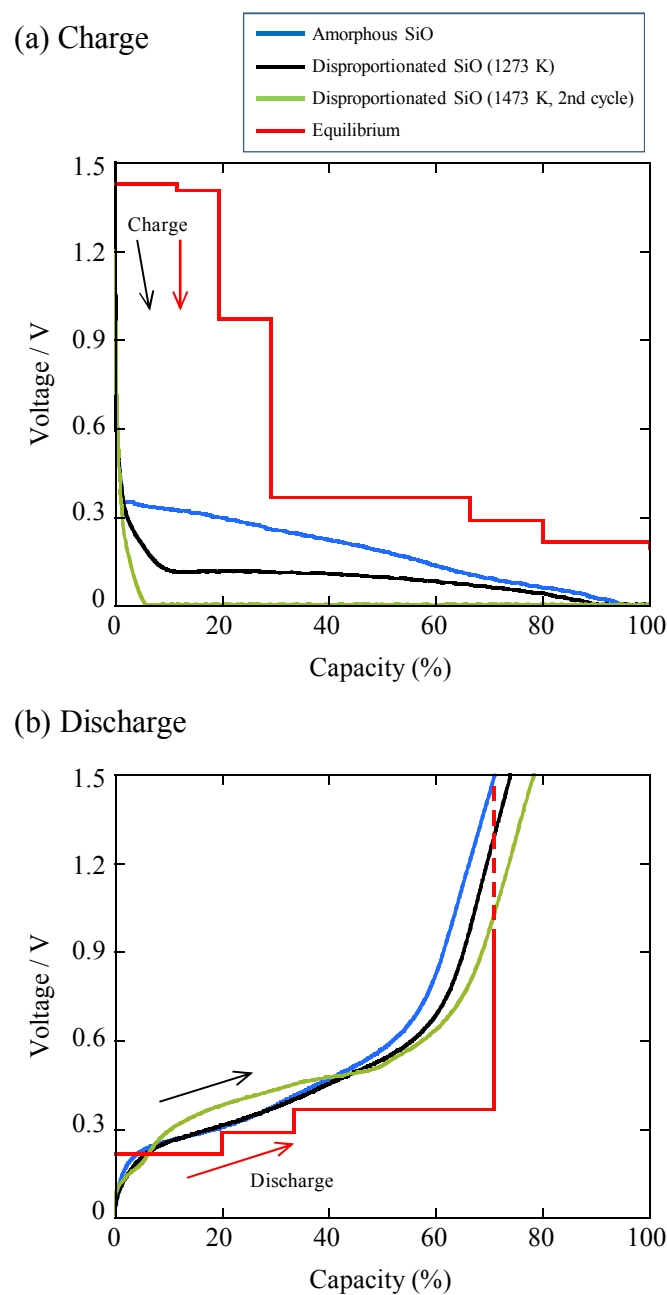 (a) Charge
Amorphous SiO
Disproportionated SiO (1273 K)
Disproportionated SiO (1473 K, 2nd cycle)
Equilibrium
1.5
1.2
0.9
0.6
0.3
0
Voltage / V
Charge
0
20
40
60
80
100
Capacity (%)
(b) Discharge
1.5
1.2
0.9
0.6
0.3
0
Voltage / V
Discharge
0
20
40
60
80
100
Capacity (%)